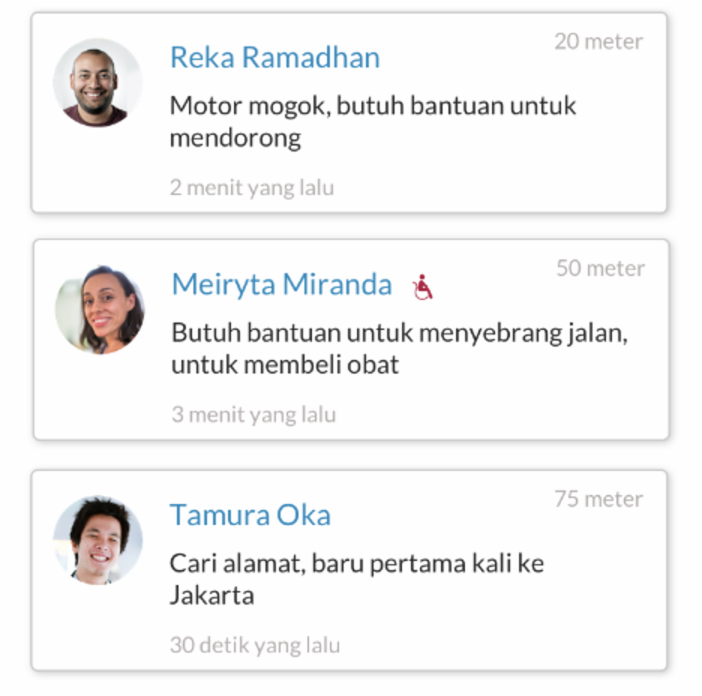 Reka Ramadhan
20 meter
Motor mogok, butuh bantuan untuk
mendorong
2 menit yang lalu
Meiryta Miranda
50 meter
Butuh bantuan untuk menyebrang jalan,
untuk membeli obat
3 menit yang lalu
Tamura Oka
75 meter
Cari alamat, baru pertama kali ke
Jakarta
30 detik yang lalu